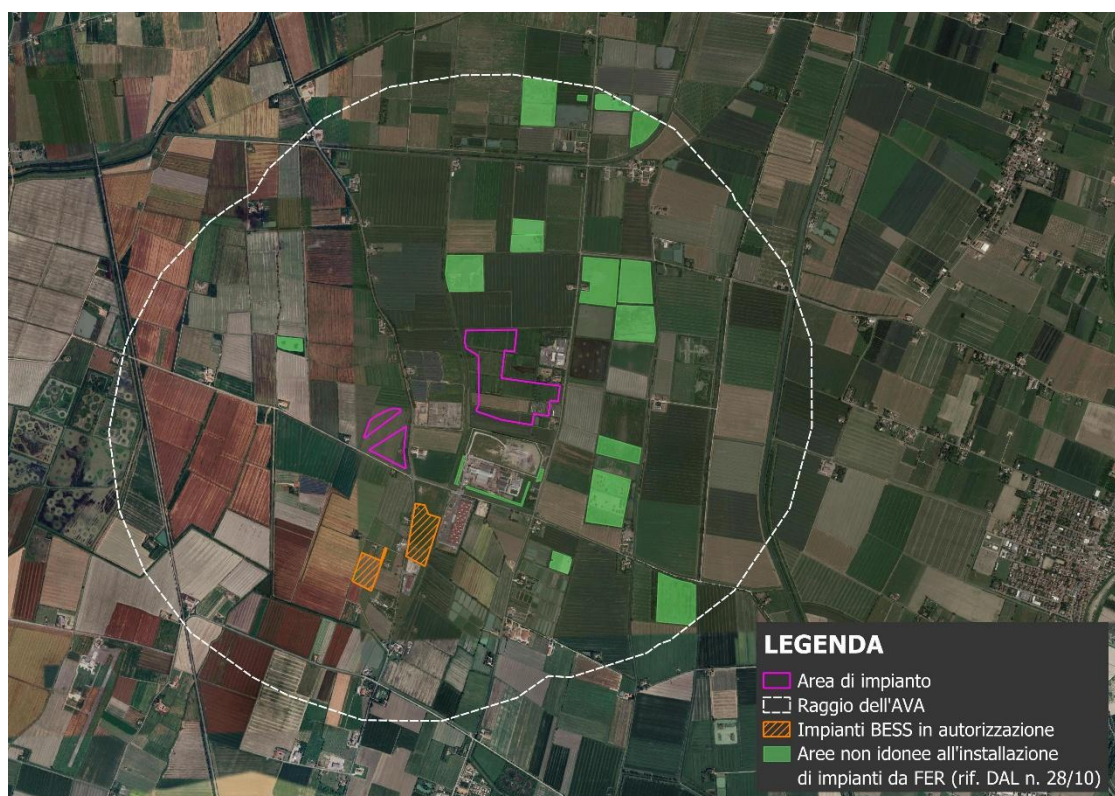 LEGENDA
Area di impianto
Raggio dell'AVA
Impianti BESS in autorizzazione
Aree non idonee all'installazione
di impianti da FER (rif. DAL n. 28/10)